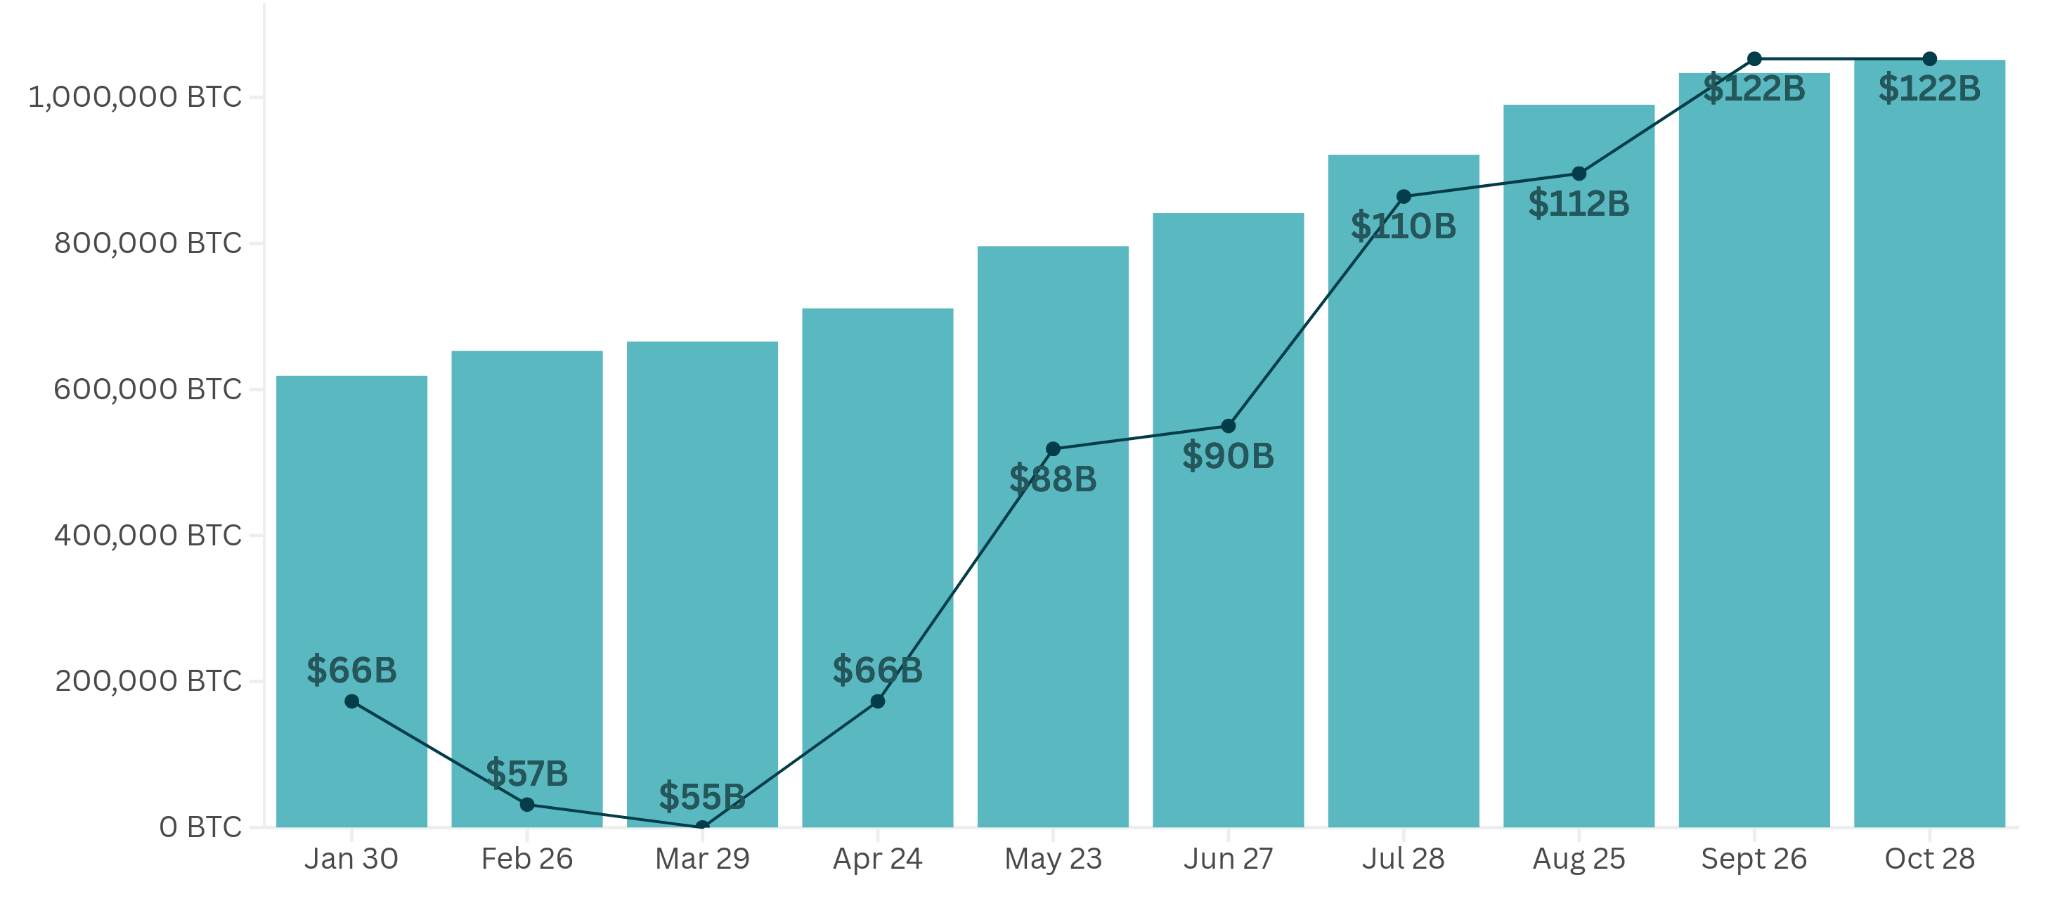 1,000,000 BTC
800,000 BTC
600,000 BTC
400,000 BTC
200,000 BTC
0 BTC
$66B
$57B
$55B
$66B
$88B
$90B
$110B
$112B
$122B
$122B
Jan 30
Feb 26
Mar 29
Apr 24
May 23
Jun 27
Jul 28
Aug 25
Sept 26
Oct 28